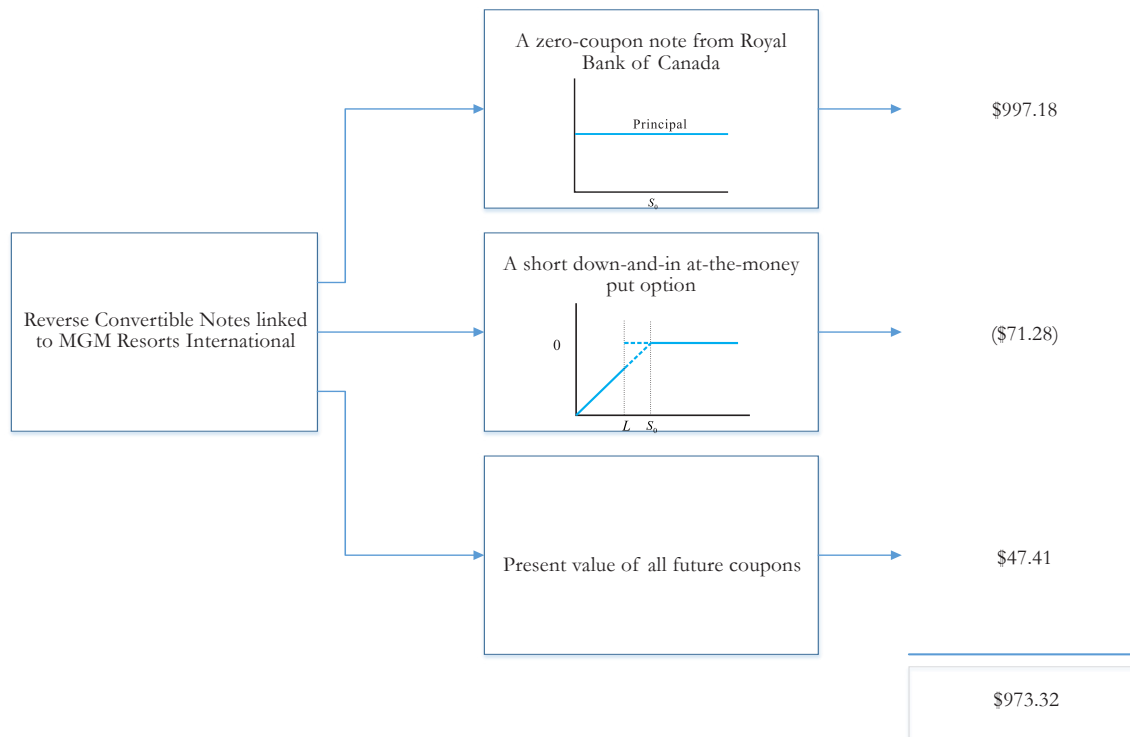 A zero-coupon note from Royal
Bank of Canada
Principal
S₀
$997.18
Reverse Convertible Notes linked
to MGM Resorts International
A short down-and-in at-the-money
put option
0
L S₀
($71.28)
Present value of all future coupons
$47.41
$973.32